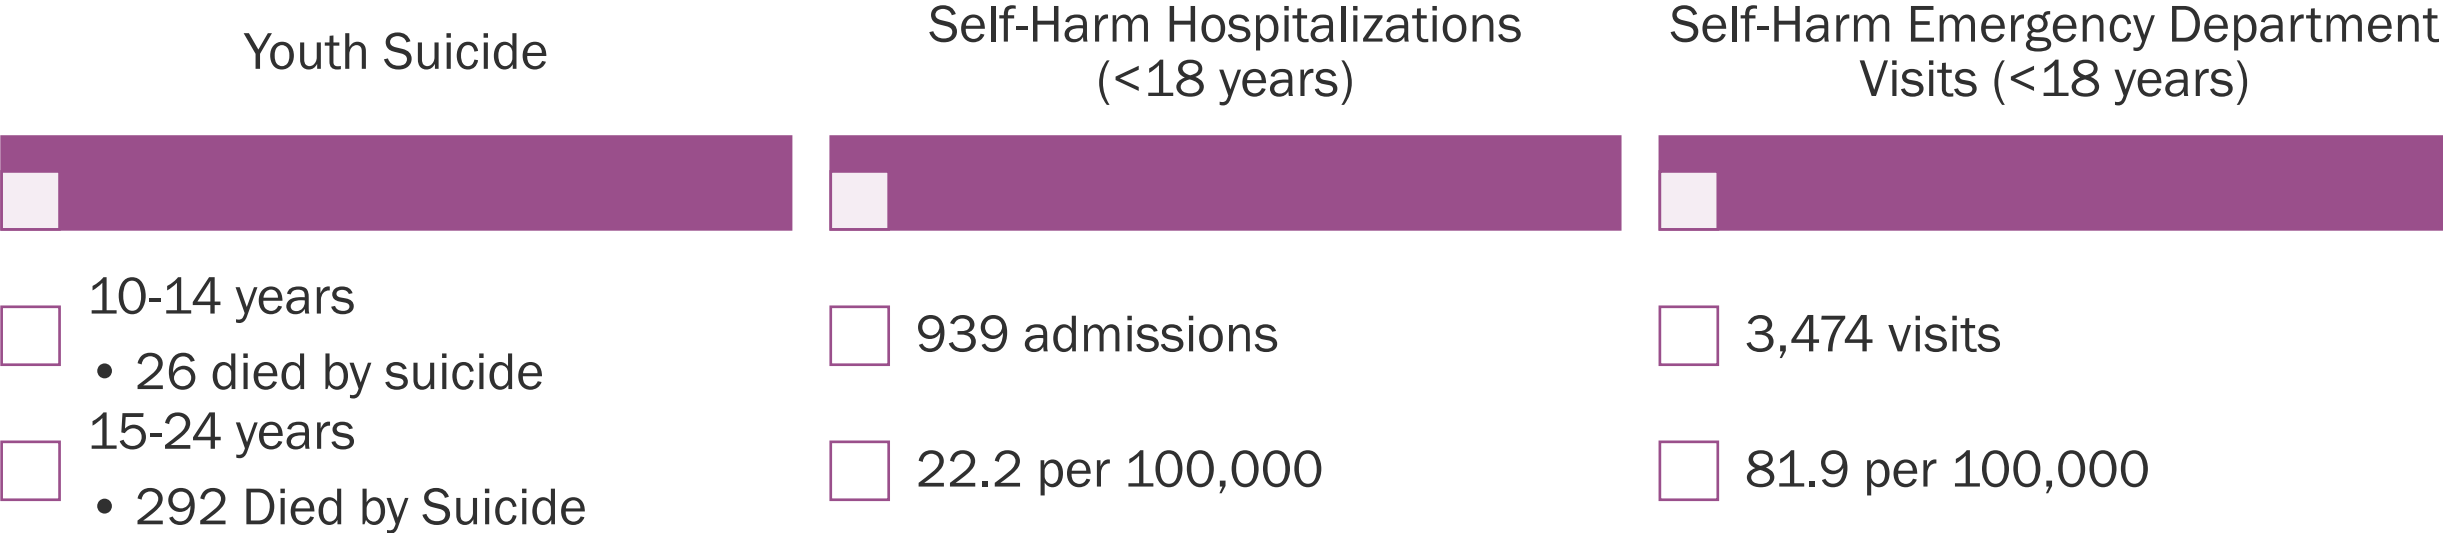 Youth Suicide
10-14 years
• 26 died by suicide
15-24 years
• 292 Died by Suicide
Self-Harm Hospitalizations
(<18 years)
939 admissions
22.2 per 100,000
Self-Harm Emergency Department
Visits (<18 years)
3,474 visits
81.9 per 100,000